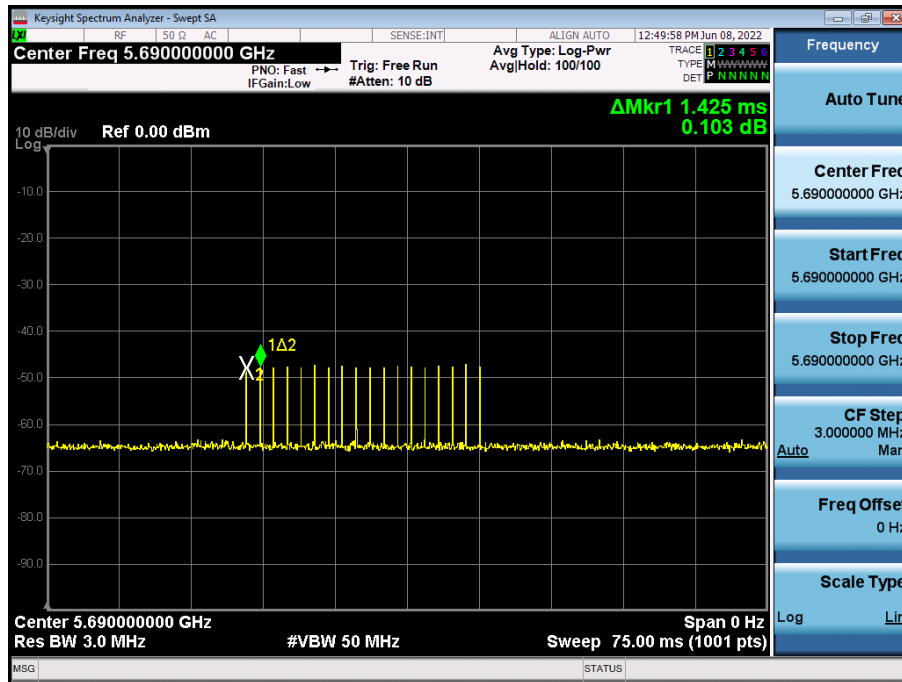 Keysight Spectrum Analyzer - Swept SA
LXI RF 50 Ω AC SENSE:INT ALIGN AUTO 12:49:58 PM Jun 08, 2022
Center Freq 5.690000000 GHz
PNO: Fast
IFGain:Low
Trig: Free Run
#Atten: 10 dB
Avg Type: Log-Pwr
Avg|Hold: 100/100
TRACE 1 2 3 4 5 6
TYPE M WWWWW
DET P N N N N N
ΔMkr1 1.425 ms
0.103 dB
10 dB/div Ref 0.00 dBm
Log
-10.0
-20.0
-30.0
-40.0
1Δ2
X2
-50.0
-60.0
-70.0
-80.0
-90.0
Center 5.690000000 GHz Span 0 Hz
Res BW 3.0 MHz #VBW 50 MHz Sweep 75.00 ms (1001 pts)
MSG STATUS
Frequency
Auto Tune
Center Freq
5.690000000 GHz
Start Freq
5.690000000 GHz
Stop Freq
5.690000000 GHz
CF Step
3.000000 MHz
Auto Man
Freq Offset
0 Hz
Scale Type
Log Lin